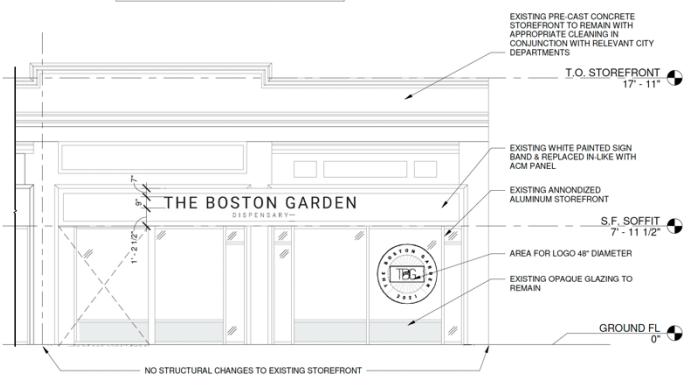 EXISTING PRE-CAST CONCRETE
STOREFRONT TO REMAIN WITH
APPROPRIATE CLEANING IN
CONJUNCTION WITH RELEVANT CITY
DEPARTMENTS
T.O. STOREFRONT
17' - 11"
EXISTING WHITE PAINTED SIGN
BAND & REPLACED IN-LIKE WITH
ACM PANEL
7"
9"
1' - 2 1/2"
THE BOSTON GARDEN
DISPENSARY
EXISTING ANNONDIZED
ALUMINUM STOREFRONT
S.F. SOFFIT
7' - 11 1/2"
AREA FOR LOGO 48" DIAMETER
THE BOSTON GARDEN
TBG
EXISTING OPAQUE GLAZING TO
REMAIN
GROUND FL
0"
NO STRUCTURAL CHANGES TO EXISTING STOREFRONT